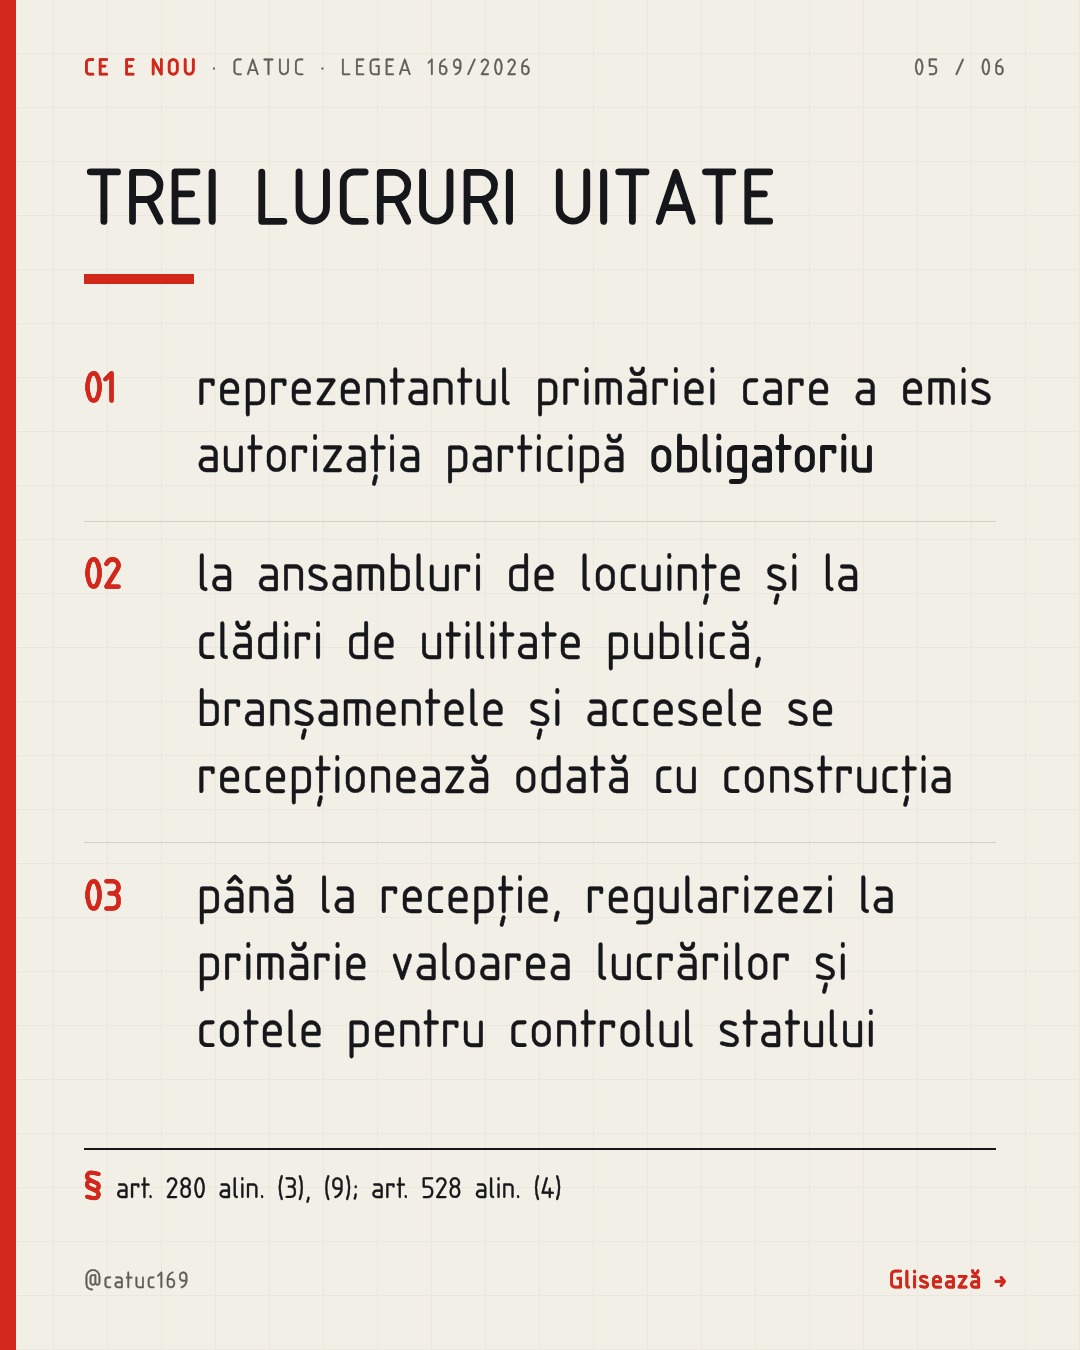 CE E NOU · CATUC · LEGEA 169/2026
05 / 06
TREI LUCRURI UITATE
01
reprezentantul primăriei care a emis
autorizația participă obligatoriu
02
la ansambluri de locuințe și la
clădiri de utilitate publică,
branșamentele și accesele se
recepționează odată cu construcția
03
până la recepție, regularizezi la
primărie valoarea lucrărilor și
cotele pentru controlul statului
§ art. 280 alin. (3), (9); art. 528 alin. (4)
@catuc169
Glisează →